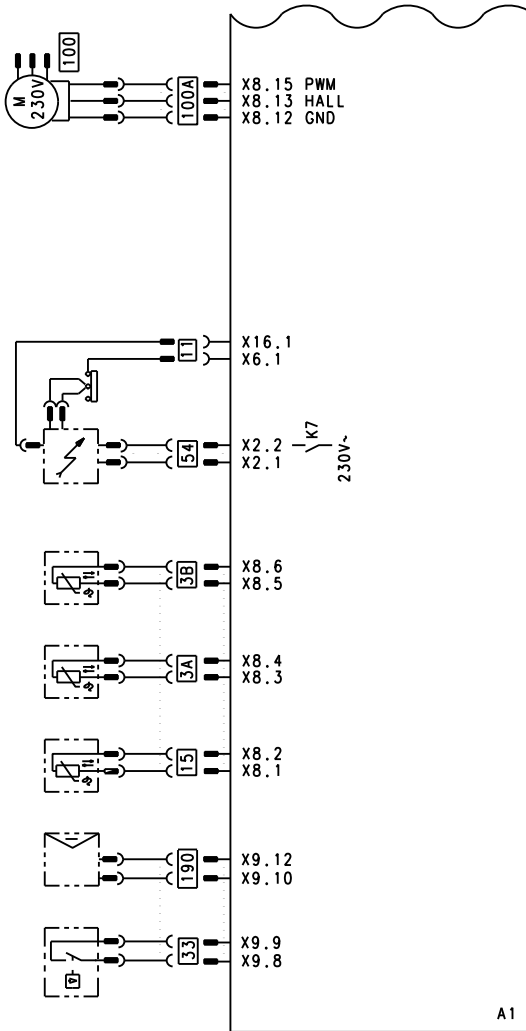 100
M
230V
100A
X8.15 PWM
X8.13 HALL
X8.12 GND
11
X16.1
X6.1
54
X2.2
X2.1
K7
230V~
3B
X8.6
X8.5
3A
X8.4
X8.3
15
X8.2
X8.1
190
X9.12
X9.10
33
X9.9
X9.8
A1